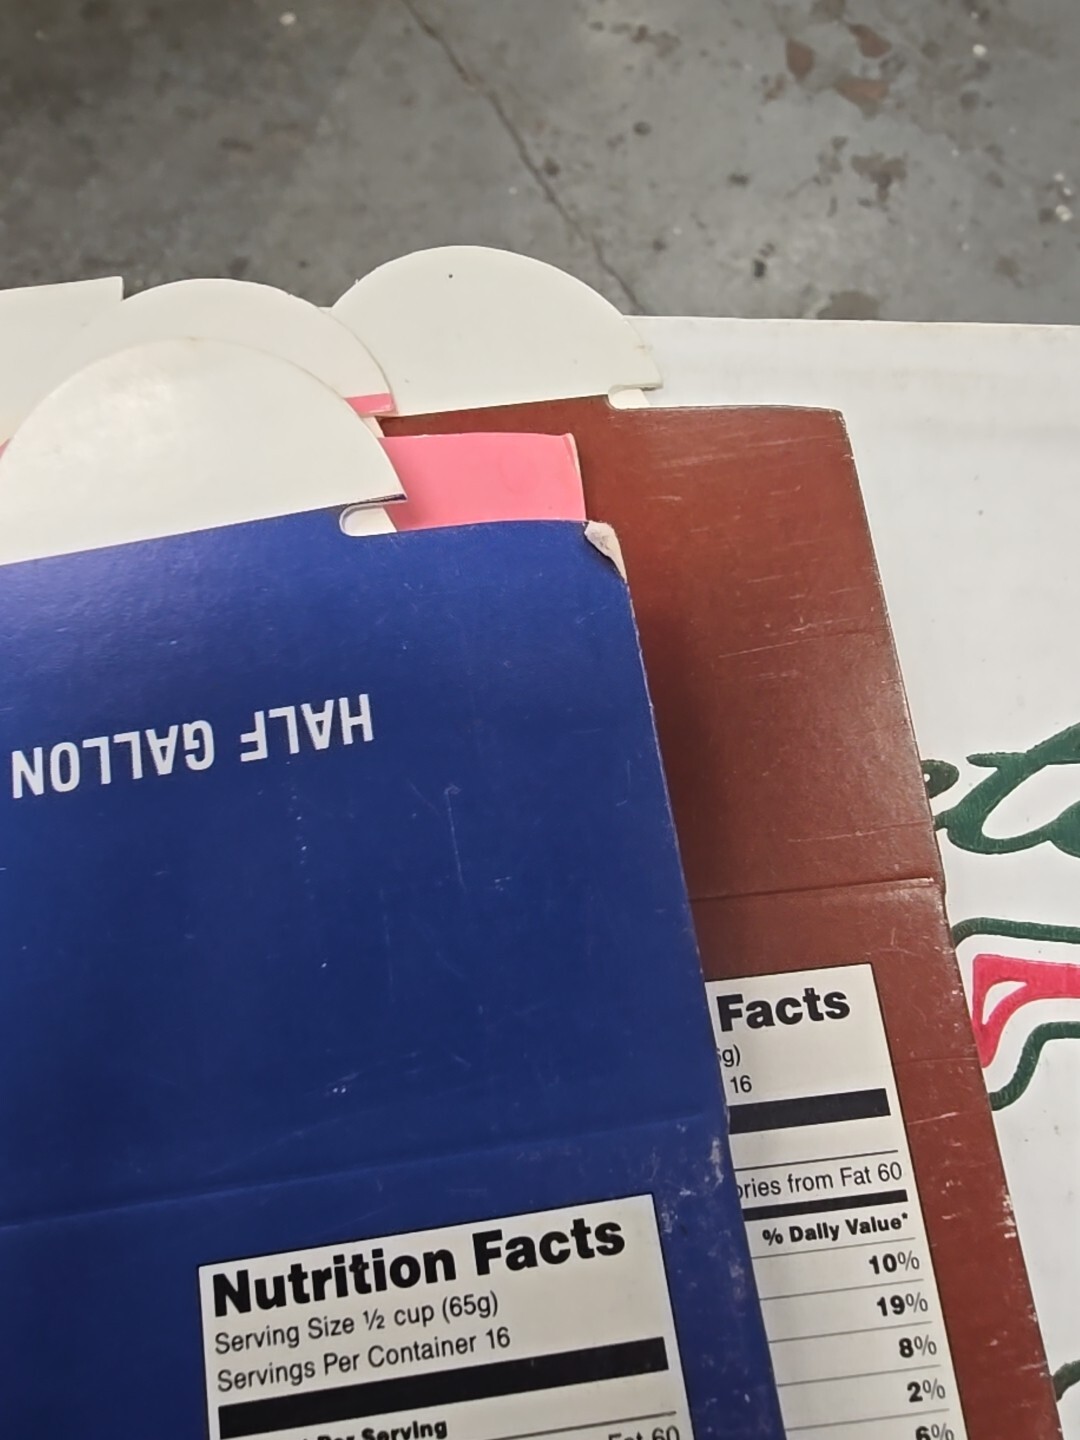 HALF GALLON
Facts
16
from Fat 60
% Daily Value*
10%
19%
8%
2%
6%
Nutrition Facts
Serving Size ½ cup (65g)
Servings Per Container 16
Per Serving
Fat 60